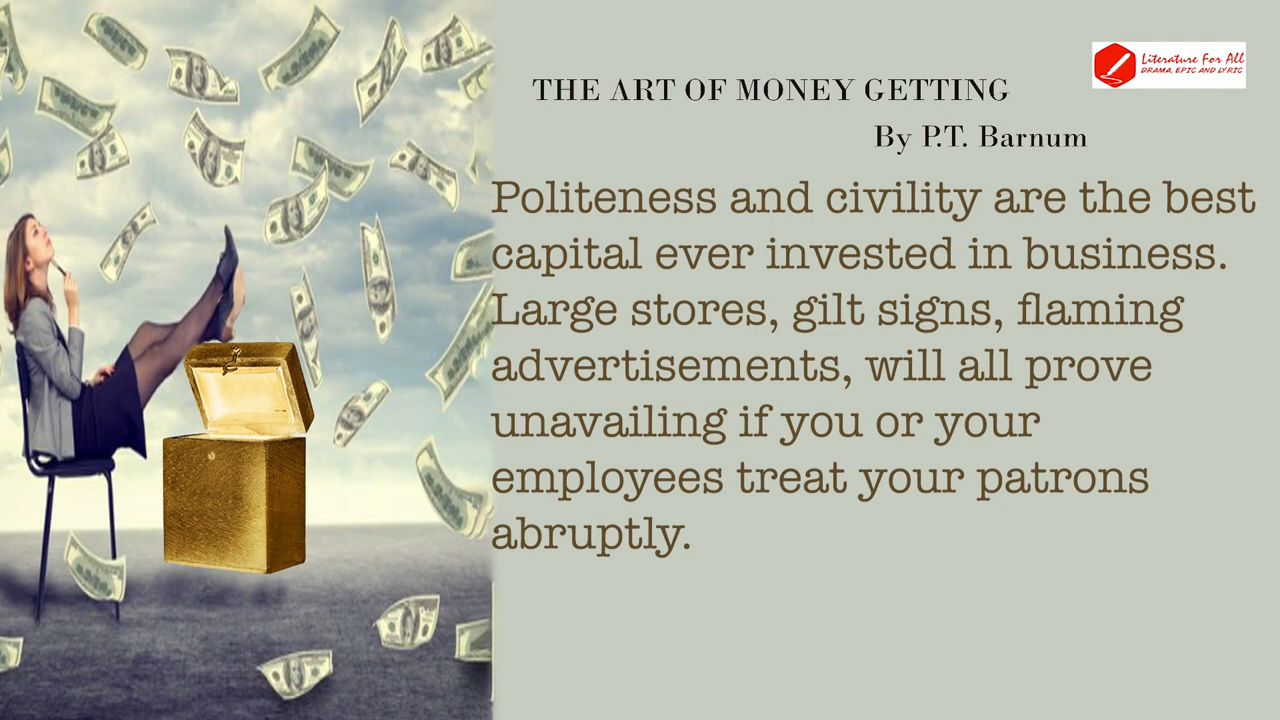 THE ART OF MONEY GETTING
Literature For All
DRAMA, EPIC AND LYRIC
By P.T. Barnum
Politeness and civility are the best
capital ever invested in business.
Large stores, gilt signs, flaming
advertisements, will all prove
unavailing if you or your
employees treat your patrons
abruptly.